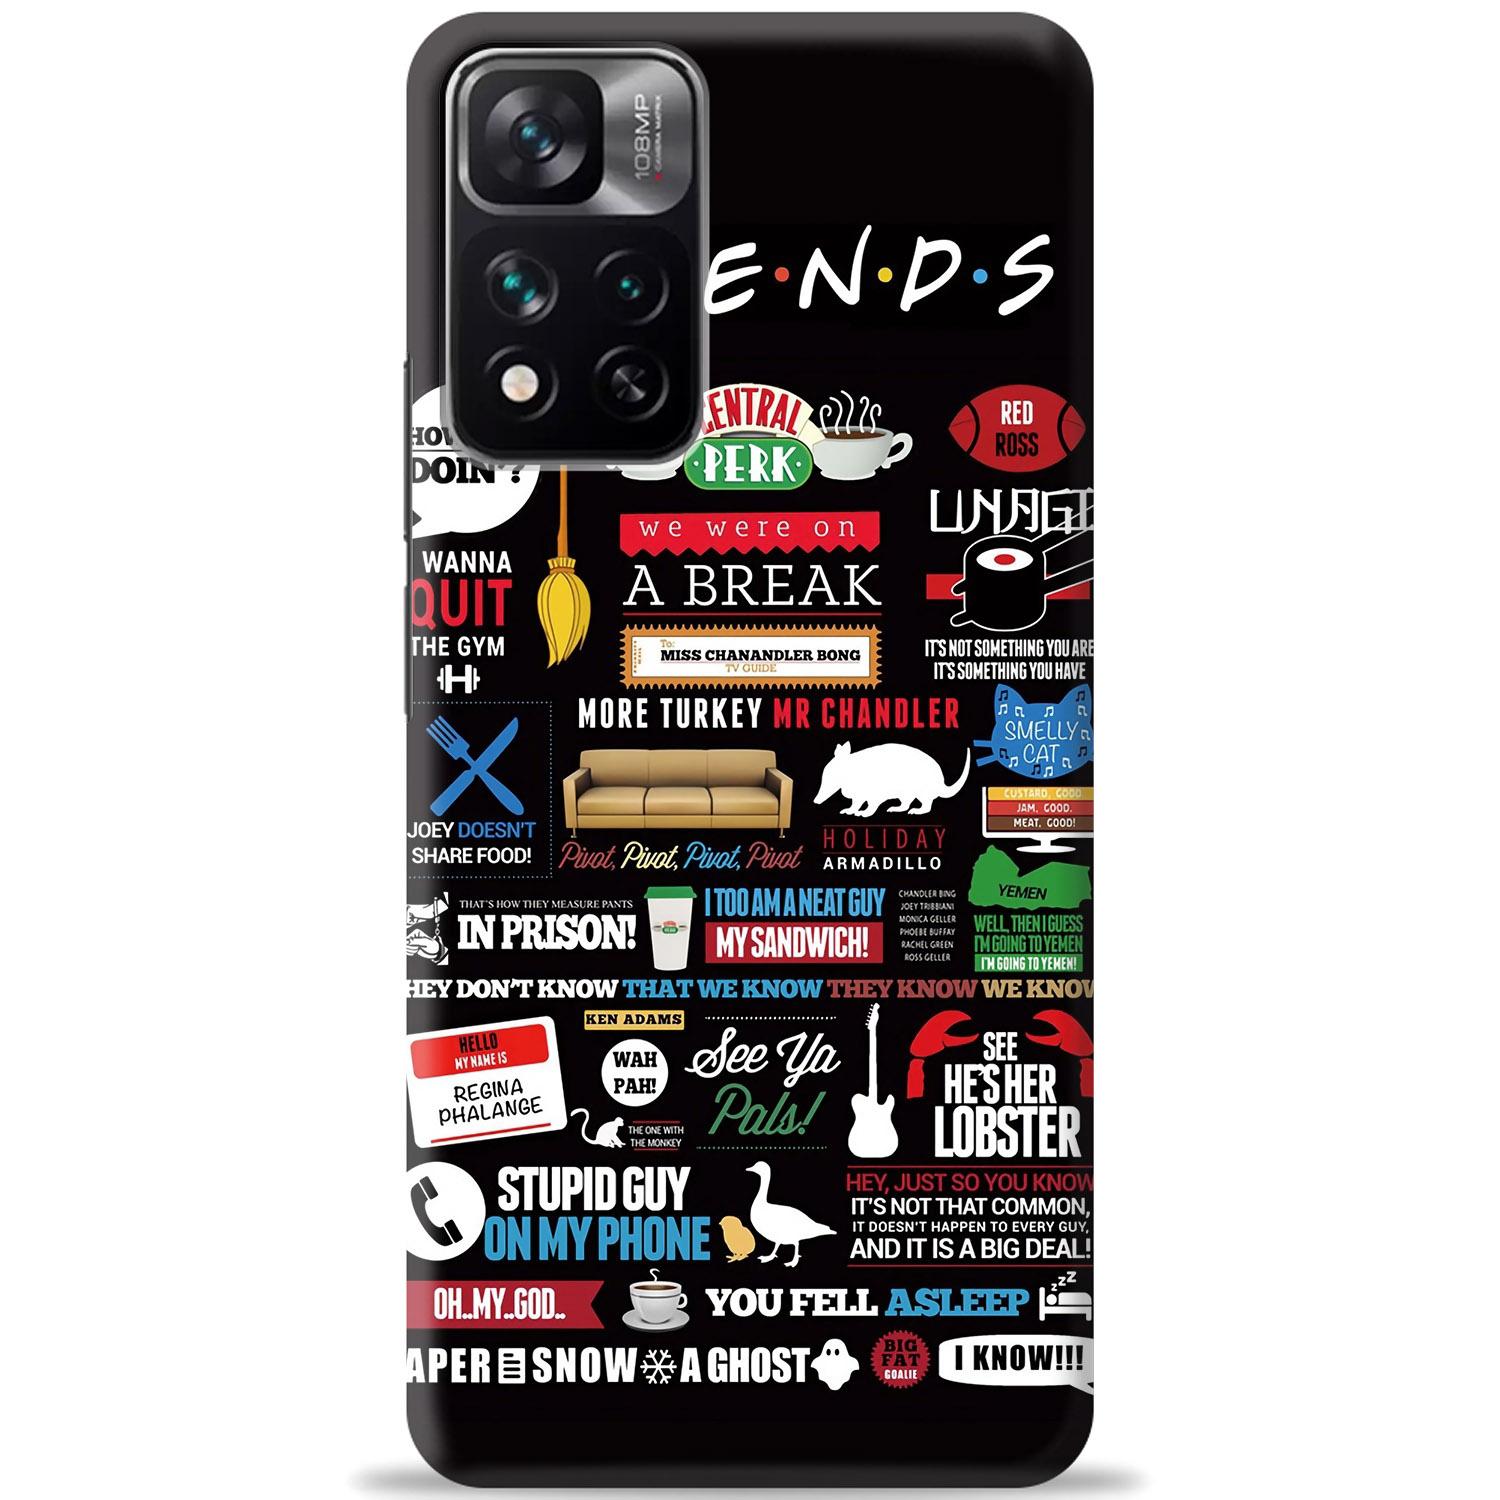 108MP
CAMERA MATRIX
E·N·D·S
HOW
DOIN'?
CENTRAL
·PERK·
RED
ROSS
UNAGI
WANNA
QUIT
THE GYM
we were on
A BREAK
To:
MISS CHANANDLER BONG
TV GUIDE
IT'S NOT SOMETHING YOU ARE
IT'S SOMETHING YOU HAVE
MORE TURKEY MR CHANDLER
SMELLY
CAT
CUSTARD, GOOD
JAM, GOOD.
MEAT, GOOD!
JOEY DOESN'T
SHARE FOOD!
Pivot, Pivot, Pivot, Pivot
HOLIDAY
ARMADILLO
YEMEN
WELL, THEN I GUESS
I'M GOING TO YEMEN
I'M GOING TO YEMEN!
THAT'S HOW THEY MEASURE PANTS
IN PRISON!
I TOO AM A NEAT GUY
MY SANDWICH!
CHANDLER BING
JOEY TRIBBIANI
MONICA GELLER
PHOEBE BUFFAY
RACHEL GREEN
ROSS GELLER
HEY DON'T KNOW THAT WE KNOW THEY KNOW WE KNOW
HELLO
MY NAME IS
REGINA
PHALANGE
KEN ADAMS
WAH
PAH!
THE ONE WITH
THE MONKEY
See Ya
Pals!
SEE
HE'S HER
LOBSTER
STUPID GUY
ON MY PHONE
HEY, JUST SO YOU KNOW
IT'S NOT THAT COMMON,
IT DOESN'T HAPPEN TO EVERY GUY,
AND IT IS A BIG DEAL!
OH..MY..GOD..
YOU FELL ASLEEP
zzz
APER SNOW A GHOST
BIG
FAT
GOALIE
I KNOW!!!